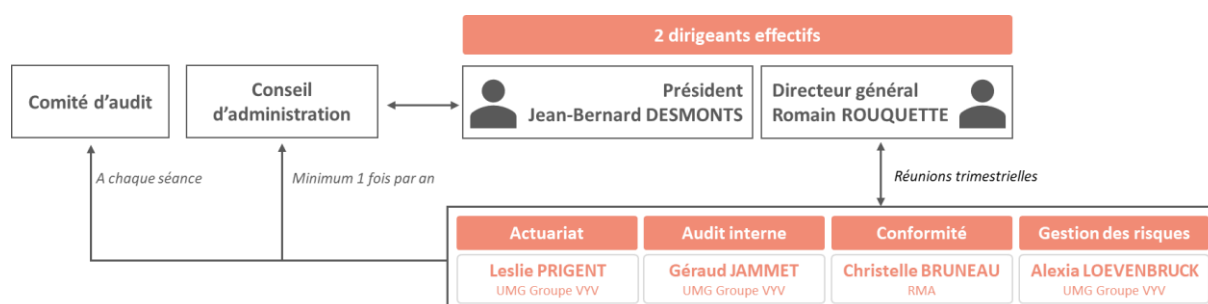 2 dirigeants effectifs
Comité d'audit
Conseil
d'administration
Président
Jean-Bernard DESMONTS
Directeur général
Romain ROUQUETTE
A chaque séance
Minimum 1 fois par an
Réunions trimestrielles
Actuariat
Audit interne
Conformité
Gestion des risques
Leslie PRIGENT
UMG Groupe VYV
Géraud JAMMET
UMG Groupe VYV
Christelle BRUNEAU
RMA
Alexia LOEVENBRUCK
UMG Groupe VYV